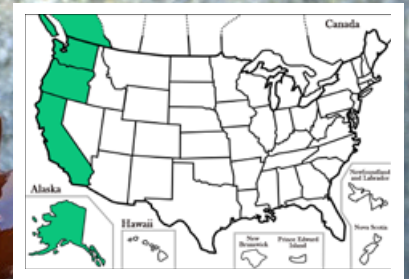 Canada
Alaska
Hawaii
New
Brunswick
Prince Edward
Island
Newfoundland
and Labrador
Nova Scotia